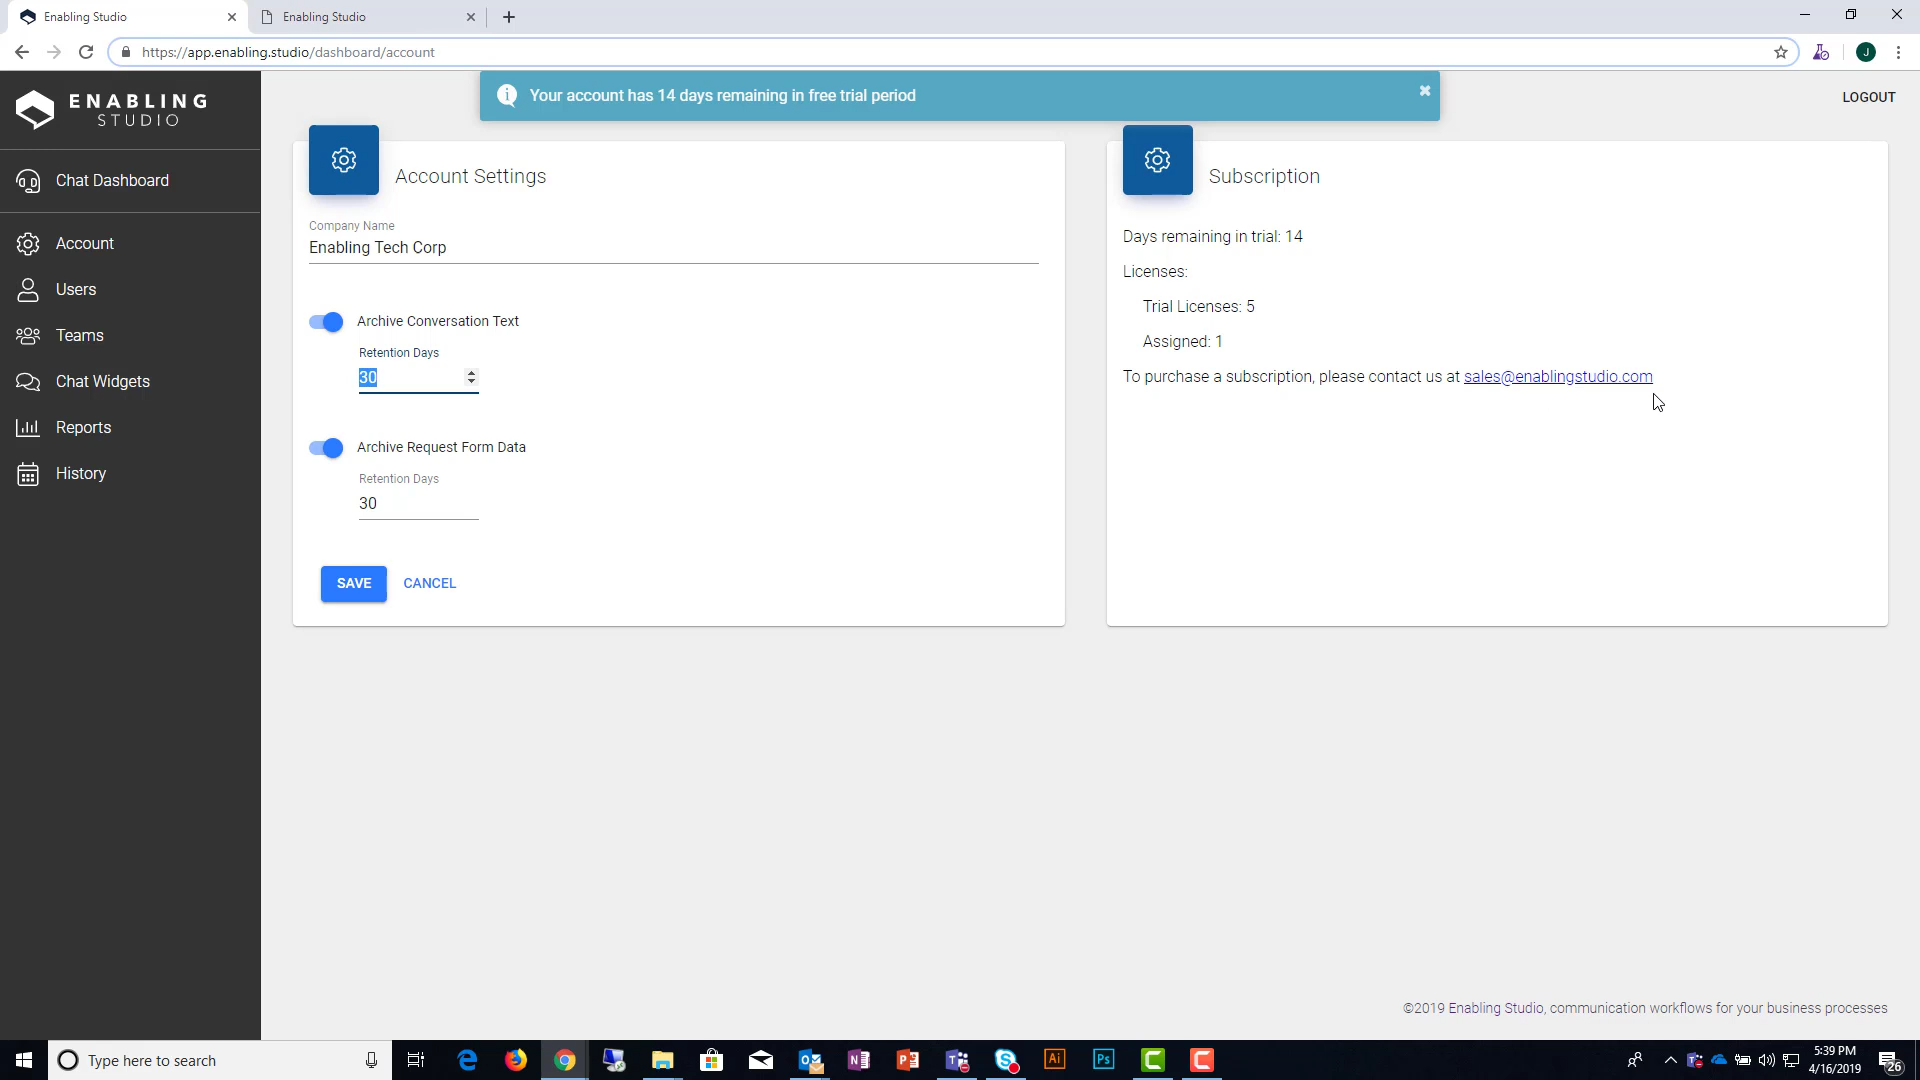 Enabling Studio
Enabling Studio
https://app.enabling.studio/dashboard/account
J
ENABLING
STUDIO
Your account has 14 days remaining in free trial period
LOGOUT
Chat Dashboard
Account
Users
Teams
Chat Widgets
Reports
History
Account Settings
Company Name
Enabling Tech Corp
Archive Conversation Text
Retention Days
30
Archive Request Form Data
Retention Days
30
SAVE CANCEL
Subscription
Days remaining in trial: 14
Licenses:
Trial Licenses: 5
Assigned: 1
To purchase a subscription, please contact us at sales@enablingstudio.com
©2019 Enabling Studio, communication workflows for your business processes
Type here to search
Ai
Ps
5:39 PM
4/16/2019
26